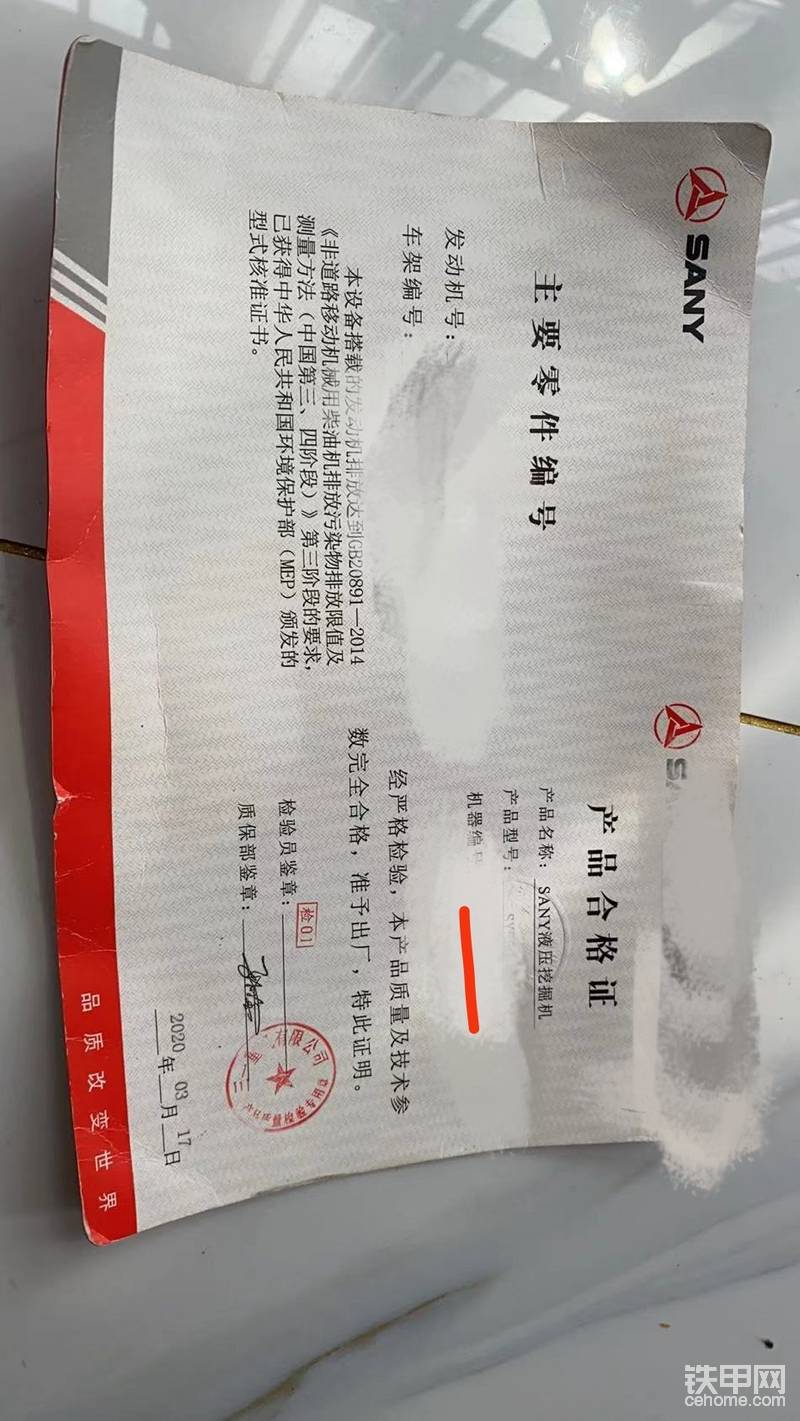 SANY
主要零件编号
发动机号：
车架编号：
本设备搭载的发动机排放达到GB20891—2014
《非道路移动机械用柴油机排放污染物排放限值及
测量方法（中国第三、四阶段）》第三阶段的要求，
已获得中华人民共和国环境保护部（MEP）颁发的
型式核准证书。
SA
产品合格证
产品名称：SANY液压挖掘机
产品型号：SY
机器编号
经严格检验，本产品质量及技术参
数完全合格，准予出厂，特此证明。
检验员鉴章：检01
质保部鉴章：
有限公司
2020年03月17日
品质改变世界
铁甲网
cehome.com